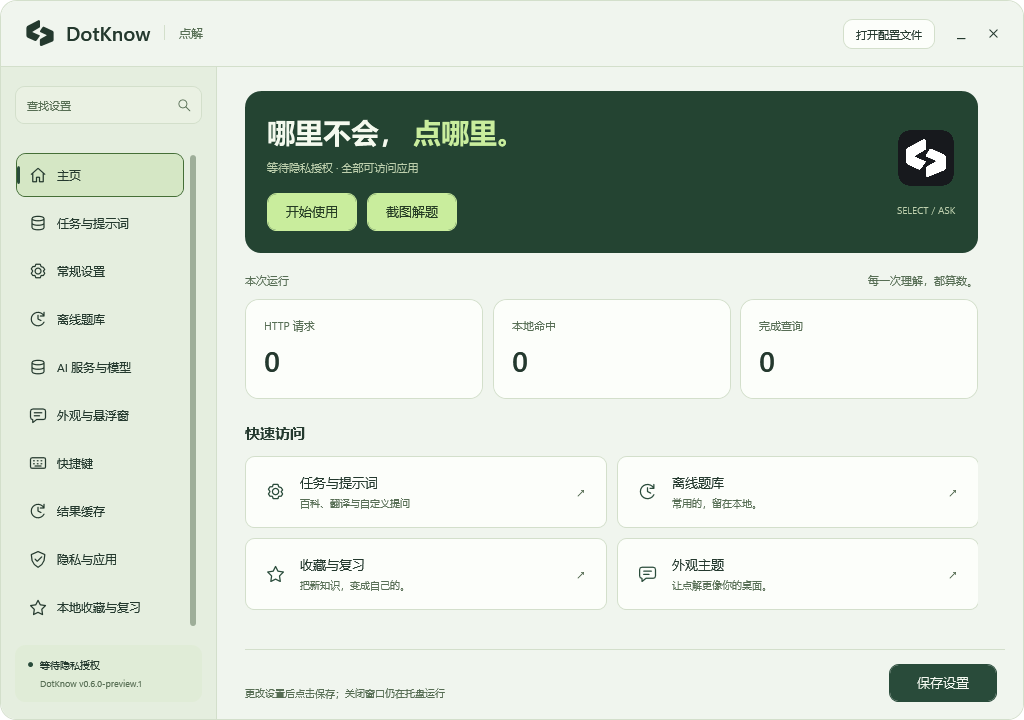 DotKnow 点解
打开配置文件
查找设置
主页
任务与提示词
常规设置
离线题库
AI 服务与模型
外观与悬浮窗
快捷键
结果缓存
隐私与应用
本地收藏与复习
等待隐私授权
DotKnow v0.6.0-preview.1
哪里不会，点哪里。
等待隐私授权 · 全部可访问应用
开始使用
截图解题
SELECT / ASK
本次运行
每一次理解，都算数。
HTTP 请求
0
本地命中
0
完成查询
0
快速访问
任务与提示词
百科、翻译与自定义提问
离线题库
常用的，留在本地。
收藏与复习
把新知识，变成自己的。
外观主题
让点解更像你的桌面。
更改设置后点击保存；关闭窗口仍在托盘运行
保存设置